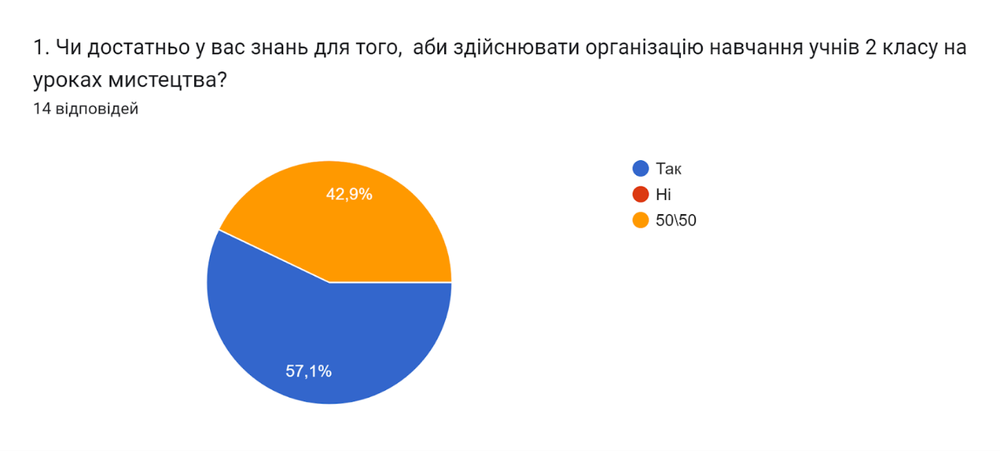 1. Чи достатньо у вас знань для того,  аби здійснювати організацію навчання учнів 2 класу на
уроках мистецтва?
14 відповідей
42,9%
57,1%
Так
Ні
50\50